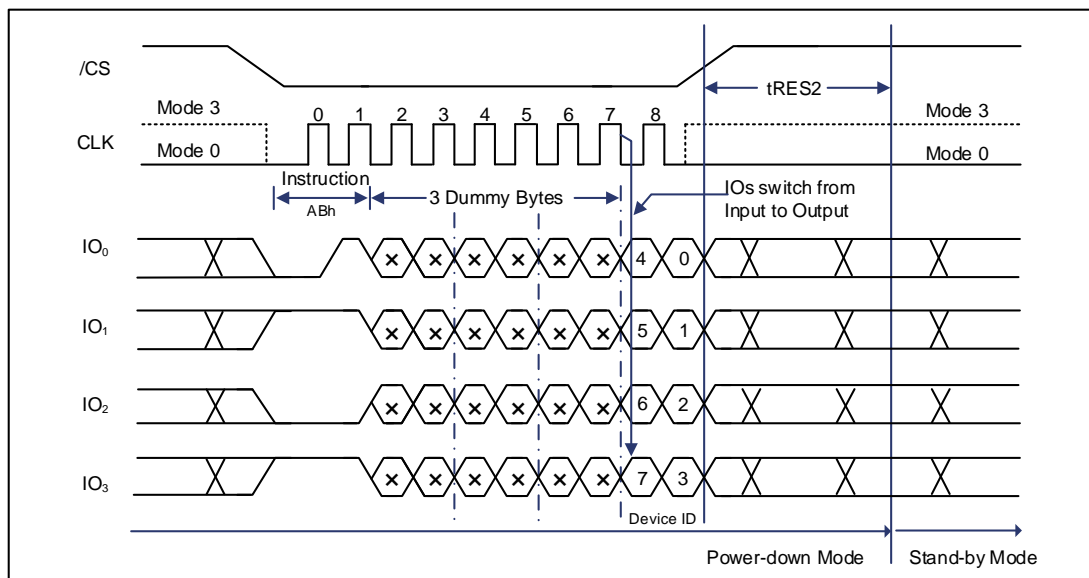 /CS
tRES2
Mode 3
0 1 2 3 4 5 6 7 8
Mode 3
CLK
Mode 0
Mode 0
Instruction
ABh
3 Dummy Bytes
IOs switch from
Input to Output
IO₀
× × × × × × 4 0
IO₁
× × × × × × 5 1
IO₂
× × × × × × 6 2
IO₃
× × × × × × 7 3
Device ID
Power-down Mode
Stand-by Mode